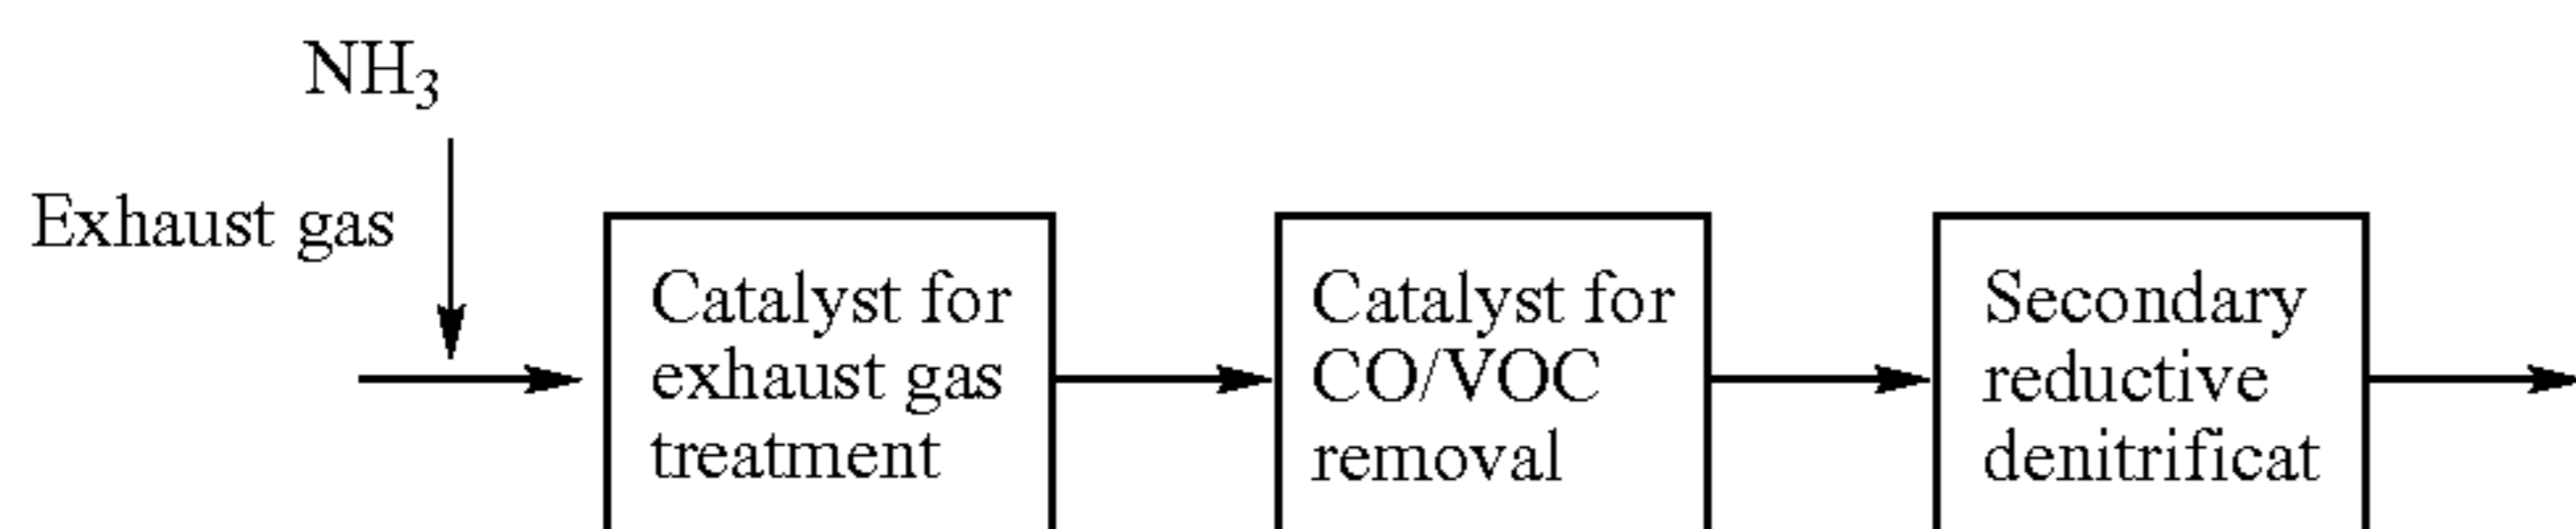 NH₃
Exhaust gas
Catalyst for
exhaust gas
treatment
Catalyst for
CO/VOC
removal
Secondary
reductive
denitrificat